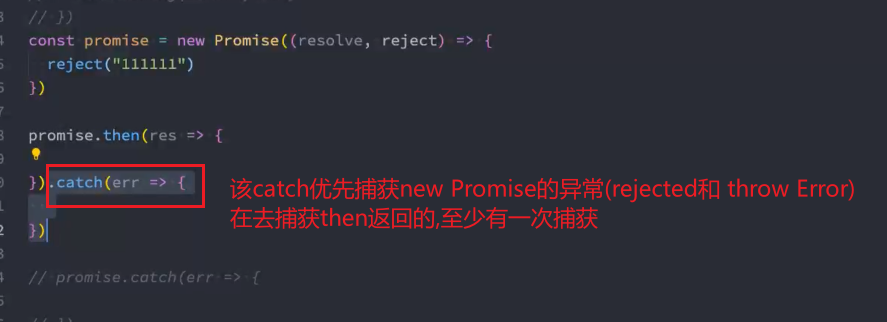 // })
const promise = new Promise((resolve, reject) => {
reject("111111")
})
promise.then(res => {
}).catch(err => {
该catch优先捕获new Promise的异常(rejected和 throw Error)
在去捕获then返回的,至少有一次捕获
})
// promise.catch(err => {